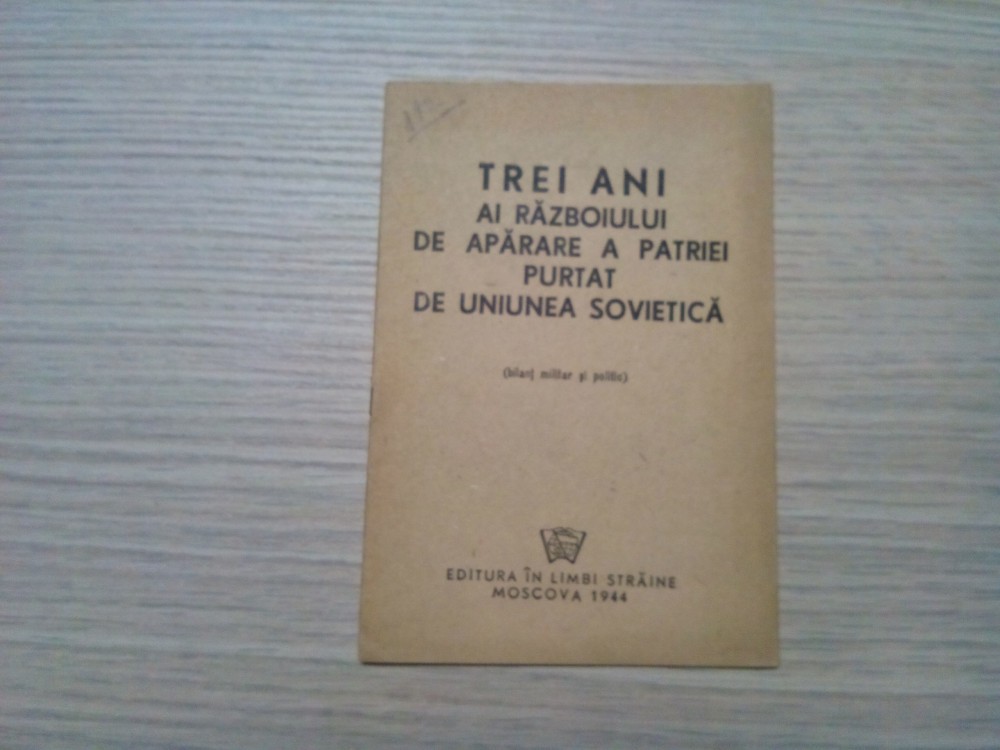 TREI ANI
AI RĂZBOIULUI
DE APĂRARE A PATRIEI
PURTAT
DE UNIUNEA SOVIETICĂ
(bilanț militar și politic)
EDITURA ÎN LIMBI STRĂINE
MOSCOVA 1944